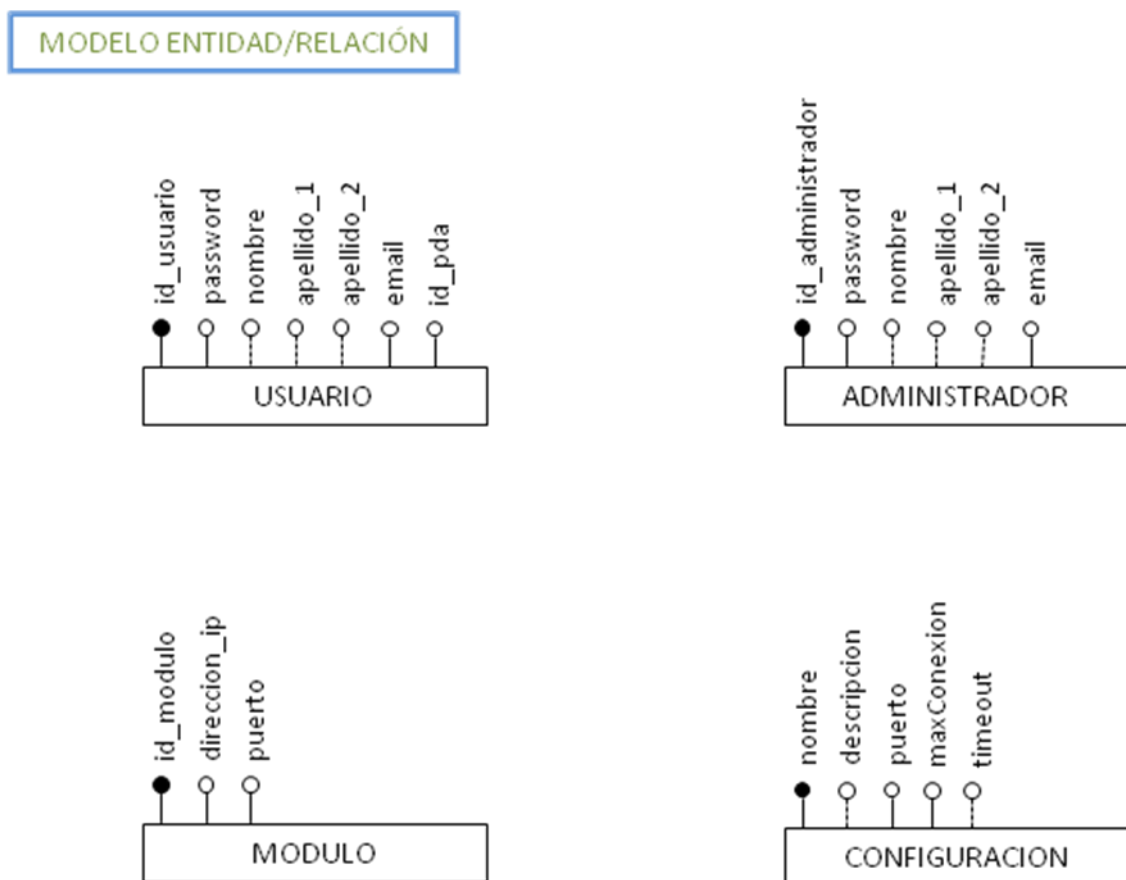 MODELO ENTIDAD/RELACIÓN
id_usuario
password
nombre
apellido_1
apellido_2
email
id_pda
USUARIO
id_administrador
password
nombre
apellido_1
apellido_2
email
ADMINISTRADOR
id_modulo
direccion_ip
puerto
MODULO
nombre
descripcion
puerto
maxConexion
timeout
CONFIGURACION